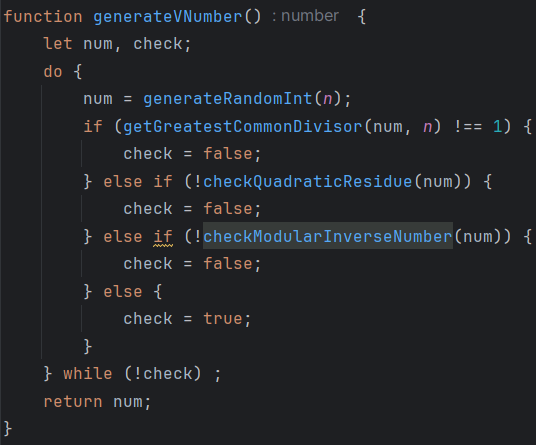 function generateVNumber() : number {
    let num, check;
    do {
        num = generateRandomInt(n);
        if (getGreatestCommonDivisor(num, n) !== 1) {
            check = false;
        } else if (!checkQuadraticResidue(num)) {
            check = false;
        } else if (!checkModularInverseNumber(num)) {
            check = false;
        } else {
            check = true;
        }
    } while (!check) ;
    return num;
}